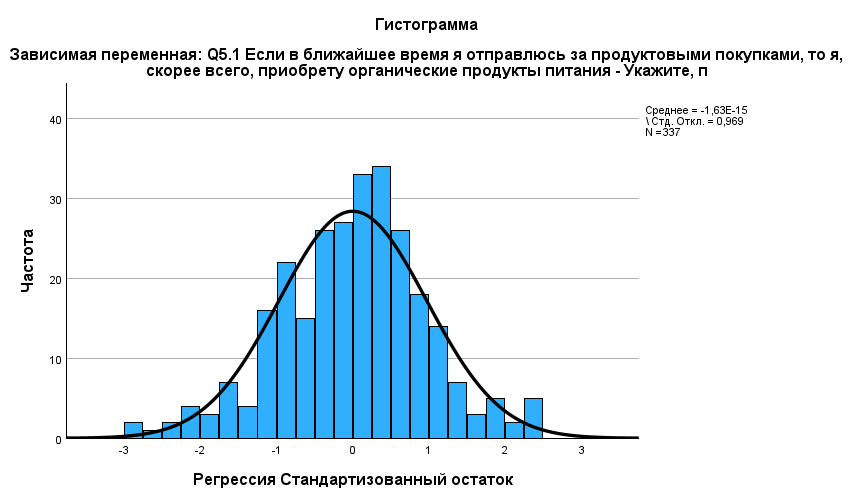 Гистограмма
Зависимая переменная: Q5.1 Если в ближайшее время я отправлюсь за продуктовыми покупками, то я,
скорее всего, приобрету органические продукты питания - Укажите, п
Среднее = -1,63E-15
\ Стд. Откл. = 0,969
N =337
Частота
40
30
20
10
0
-3 -2 -1 0 1 2 3
Регрессия Стандартизованный остаток